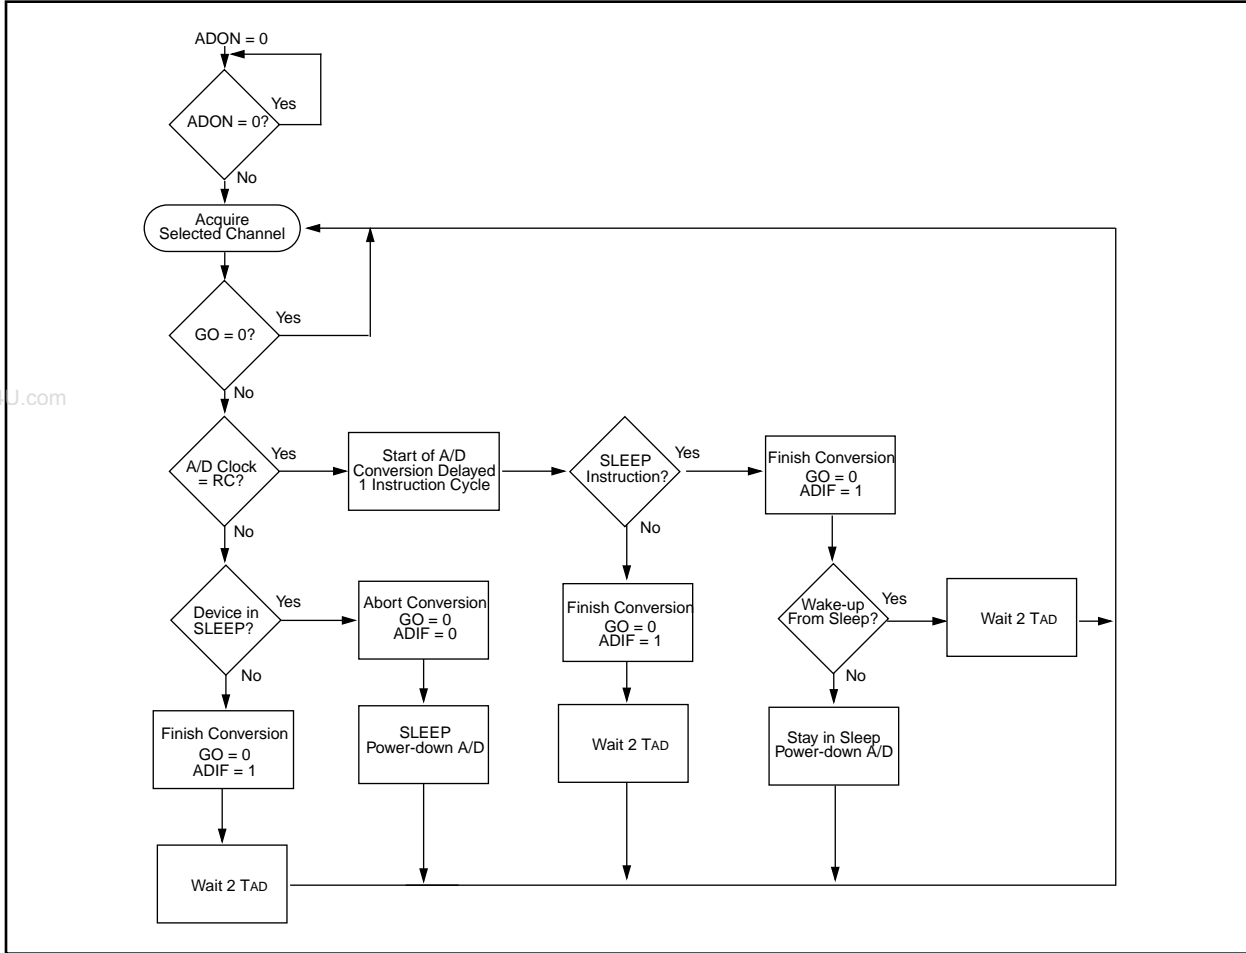 ADON = 0
Yes
ADON = 0?
No
Acquire
Selected Channel
Yes
GO = 0?
No
U.com
A/D Clock
= RC?
Yes
Start of A/D
Conversion Delayed
1 Instruction Cycle
SLEEP
Instruction?
Yes
Finish Conversion
GO = 0
ADIF = 1
No
No
Device in
SLEEP?
Yes
Abort Conversion
GO = 0
ADIF = 0
Finish Conversion
GO = 0
ADIF = 1
Wake-up
From Sleep?
Yes
Wait 2 TAD
No
No
Finish Conversion
GO = 0
ADIF = 1
SLEEP
Power-down A/D
Wait 2 TAD
Stay in Sleep
Power-down A/D
Wait 2 TAD